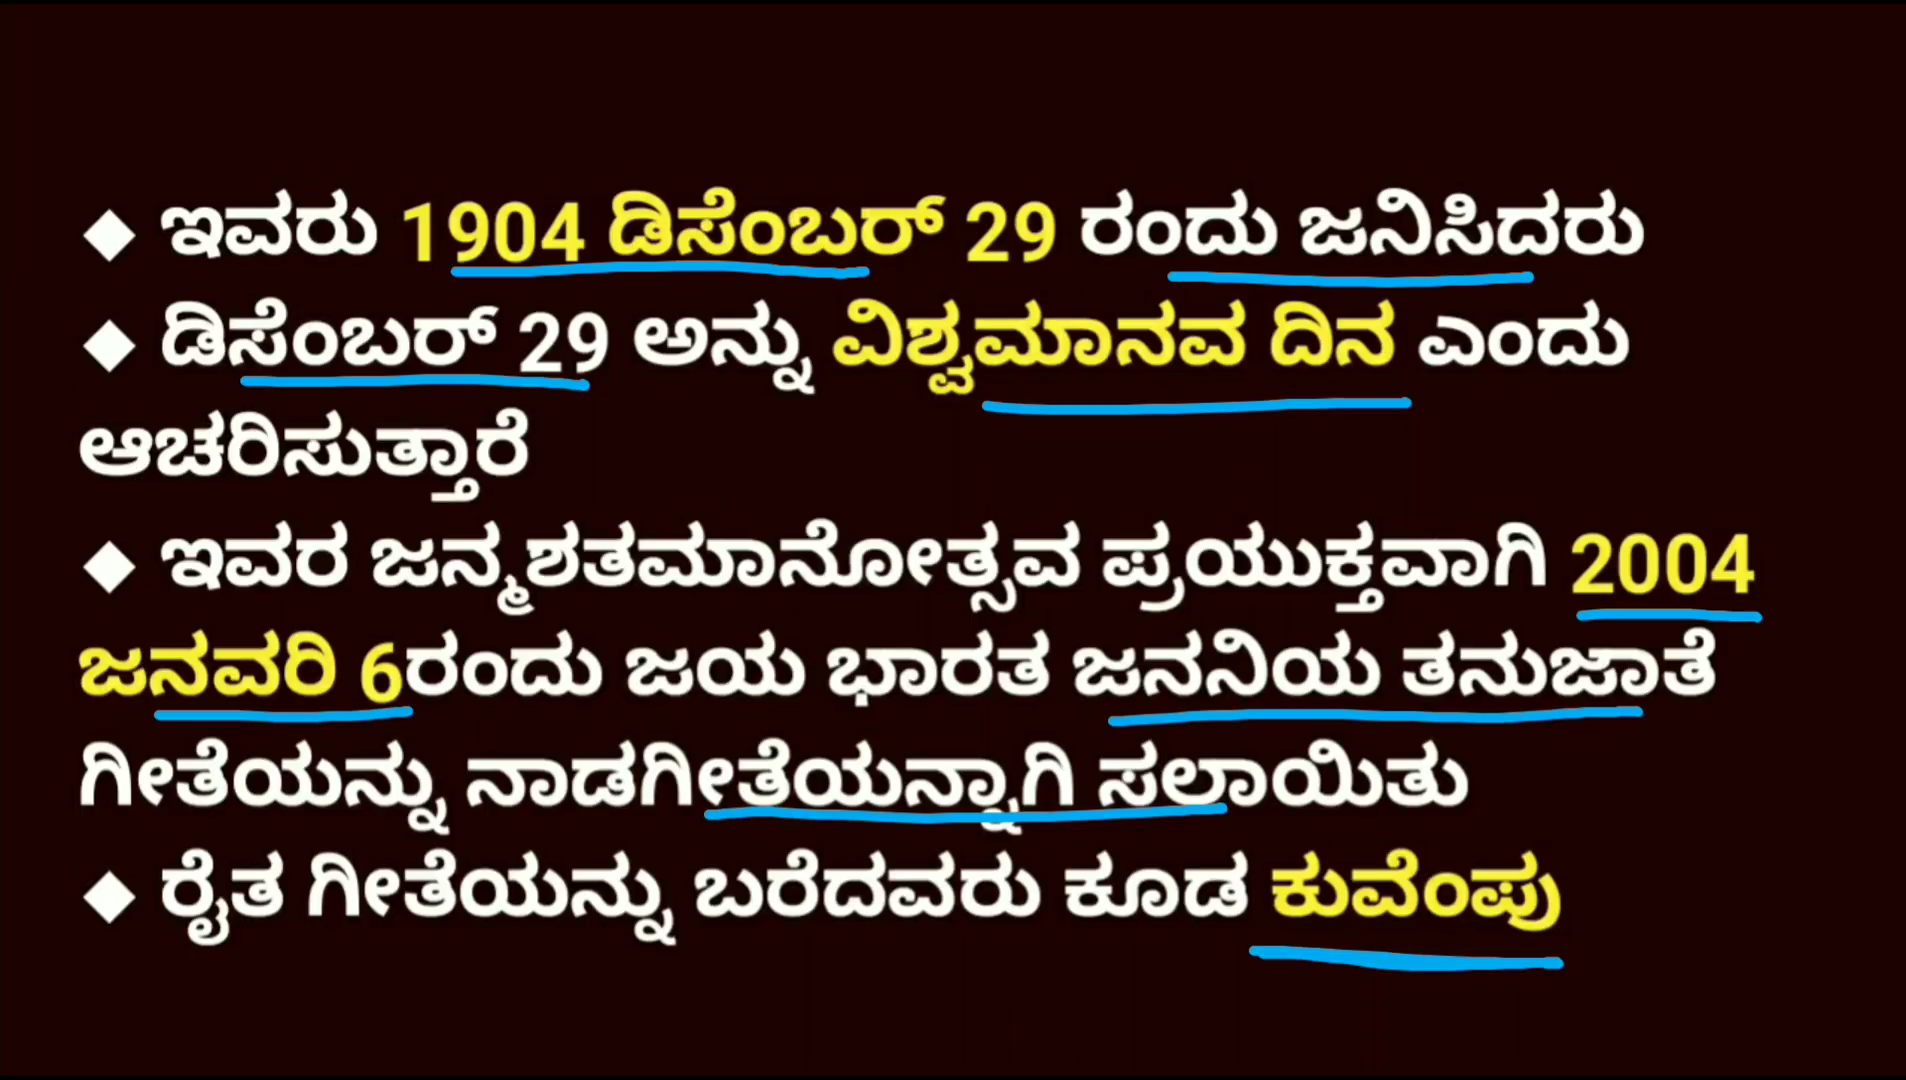 ◆ ಇವರು 1904 ಡಿಸೆಂಬರ್ 29 ರಂದು ಜನಿಸಿದರು
◆ ಡಿಸೆಂಬರ್ 29 ಅನ್ನು ವಿಶ್ವಮಾನವ ದಿನ ಎಂದು
ಆಚರಿಸುತ್ತಾರೆ
◆ ಇವರ ಜನ್ಮಶತಮಾನೋತ್ಸವ ಪ್ರಯುಕ್ತವಾಗಿ 2004
ಜನವರಿ 6ರಂದು ಜಯ ಭಾರತ ಜನನಿಯ ತನುಜಾತೆ
ಗೀತೆಯನ್ನು ನಾಡಗೀತೆಯನ್ನಾಗಿ ಸಲಾಯಿತು
◆ ರೈತ ಗೀತೆಯನ್ನು ಬರೆದವರು ಕೂಡ ಕುವೆಂಪು